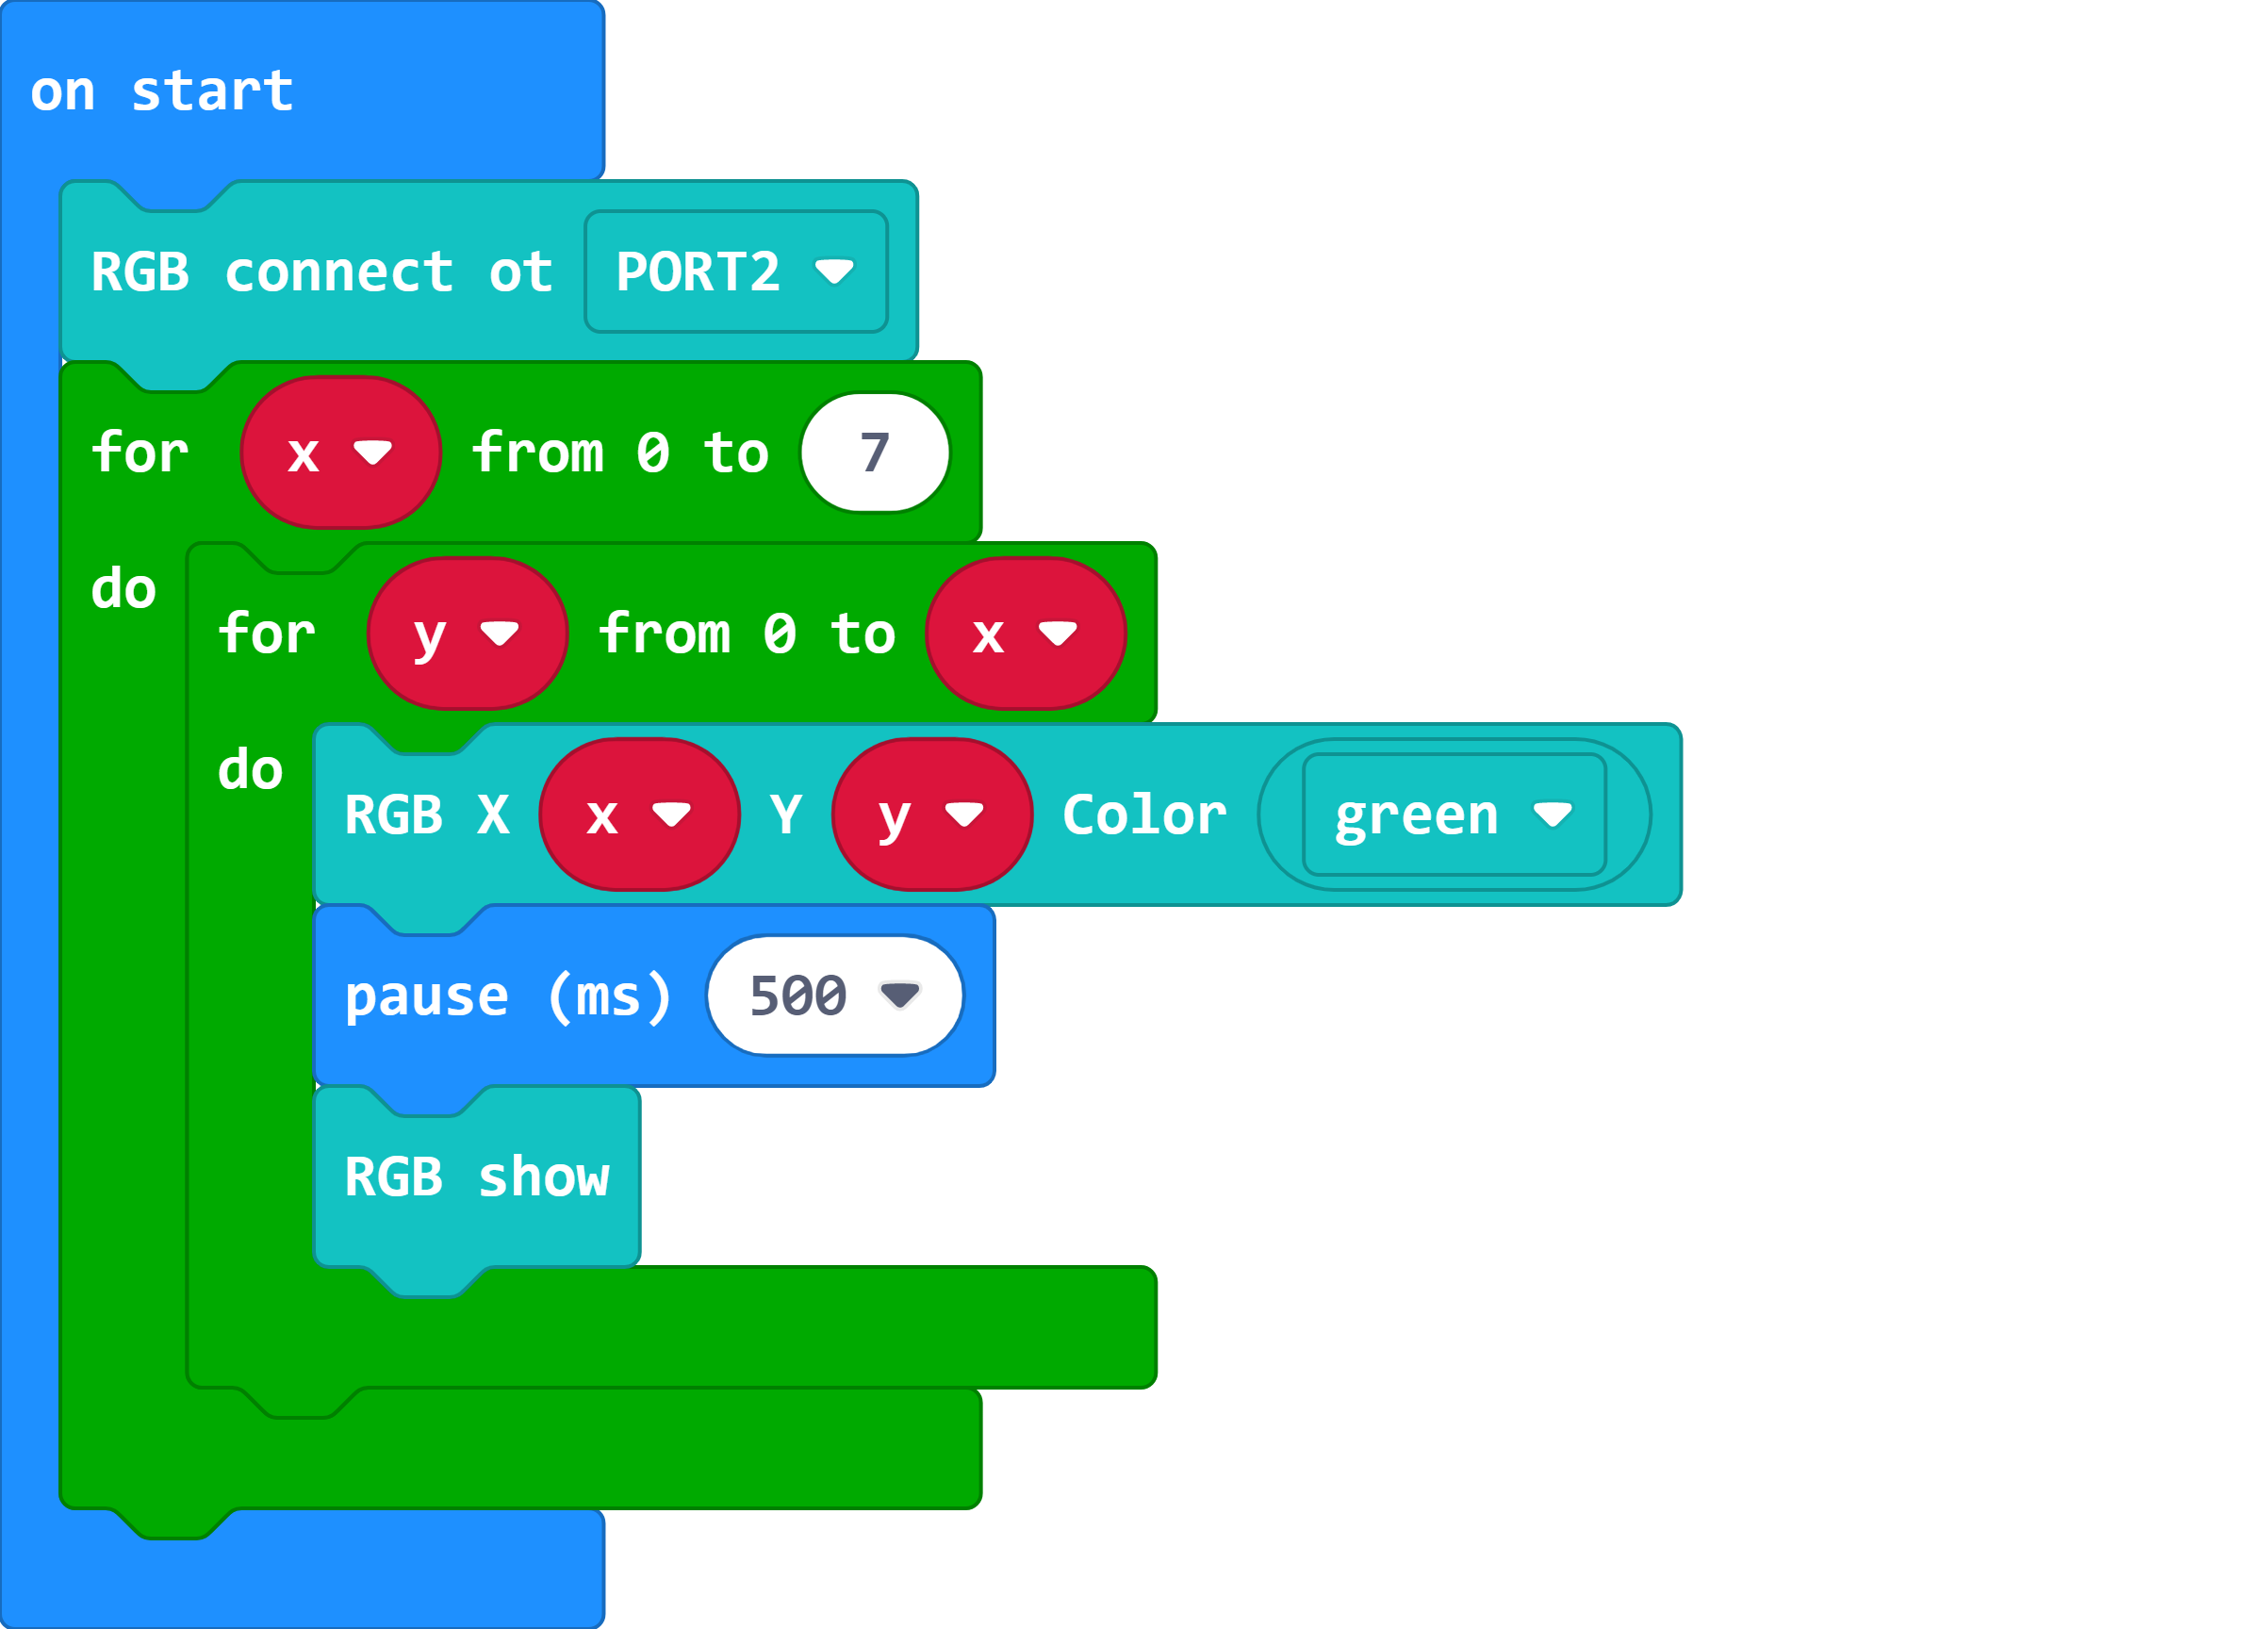 on start
RGB connect ot PORT2
for x from 0 to 7
do
for y from 0 to x
do
RGB X x Y y Color green
pause (ms) 500
RGB show